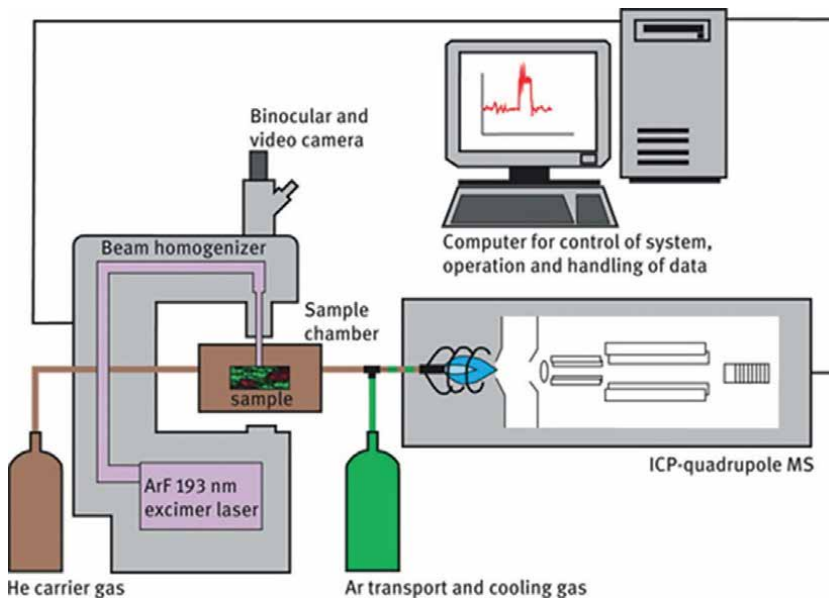 Binocular and
video camera
Beam homogenizer
Computer for control of system,
operation and handling of data
Sample
chamber
sample
ArF 193 nm
excimer laser
ICP-quadrupole MS
He carrier gas
Ar transport and cooling gas